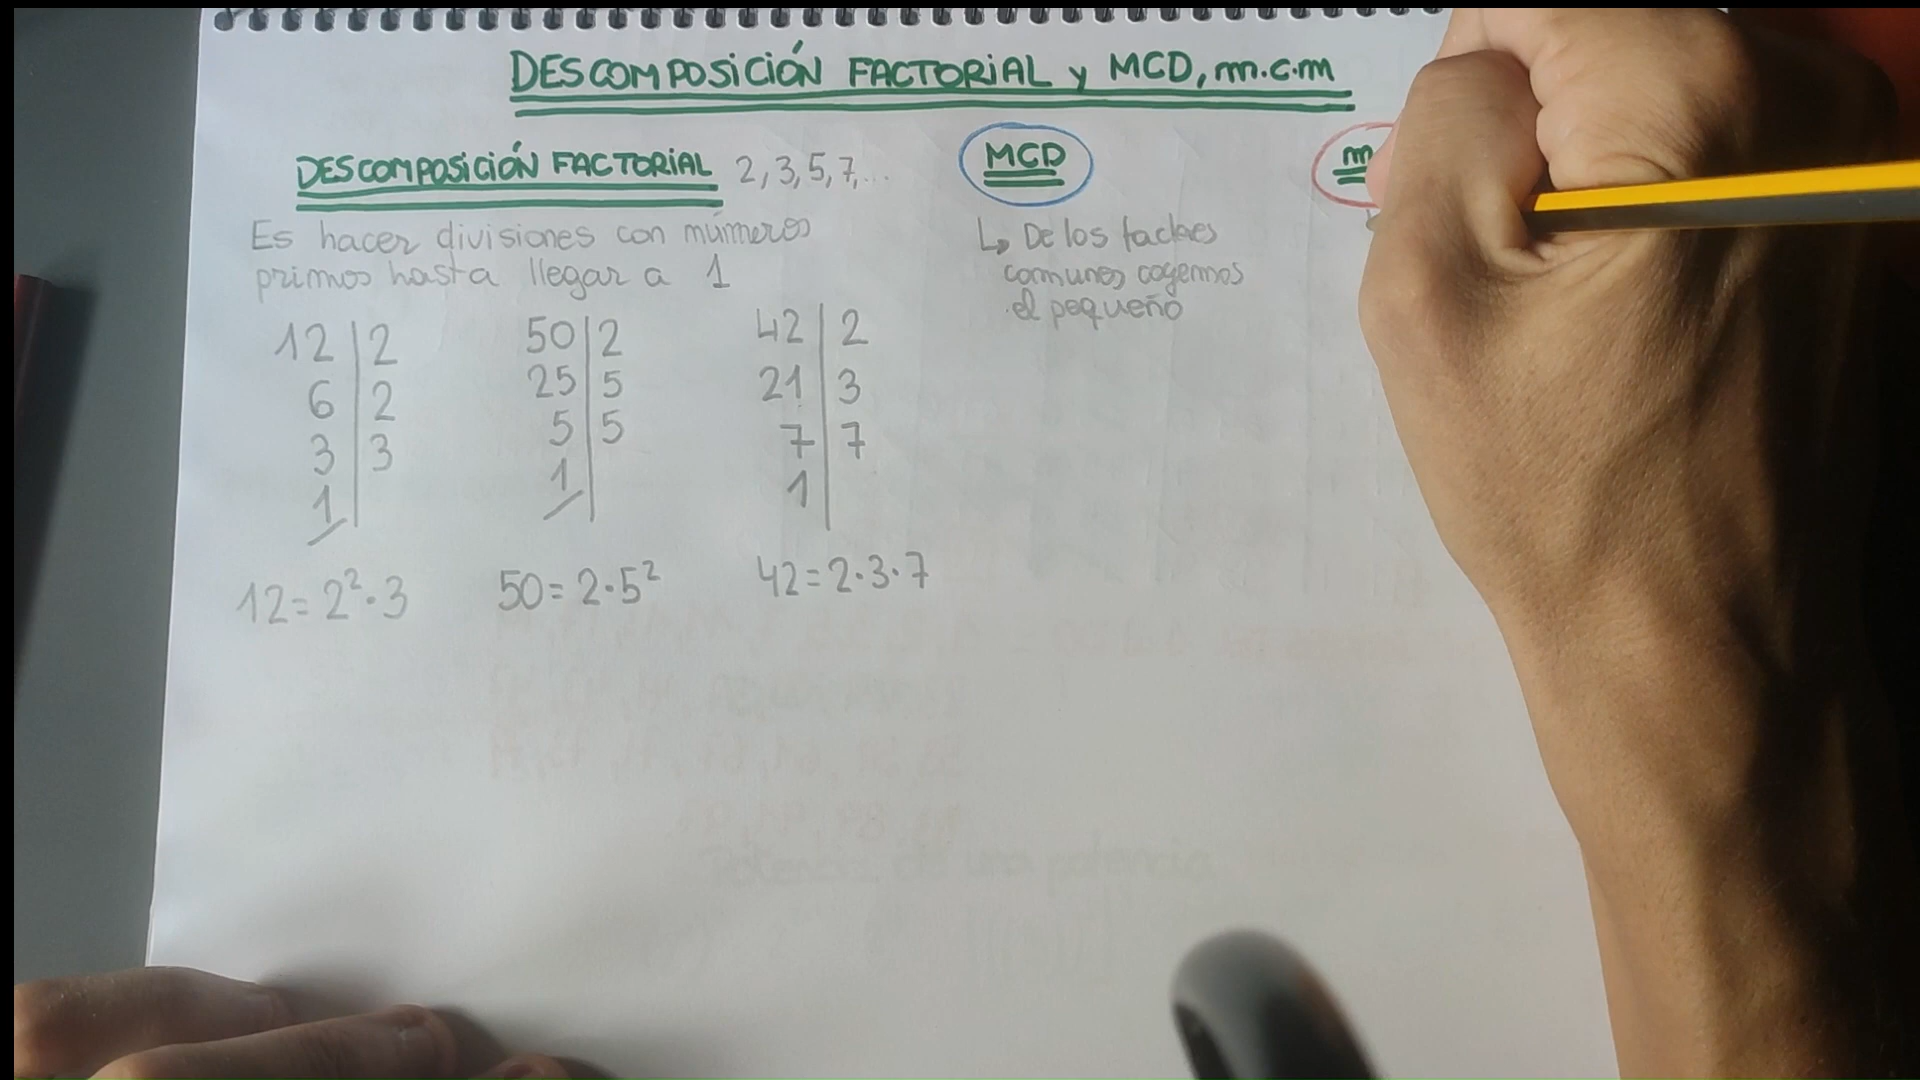 DESCOMPOSICIÓN FACTORIAL y MCD, m.c.m
DESCOMPOSICIÓN FACTORIAL 2, 3, 5, 7, ...
Es hacer divisiones con números
primos hasta llegar a 1
12 | 2
6 | 2
3 | 3
1
12 = 2² · 3
50 | 2
25 | 5
5 | 5
1
50 = 2 · 5²
42 | 2
21 | 3
7 | 7
1
42 = 2 · 3 · 7
MCD
↳ De los factores
comunes cogemos
el pequeño
m